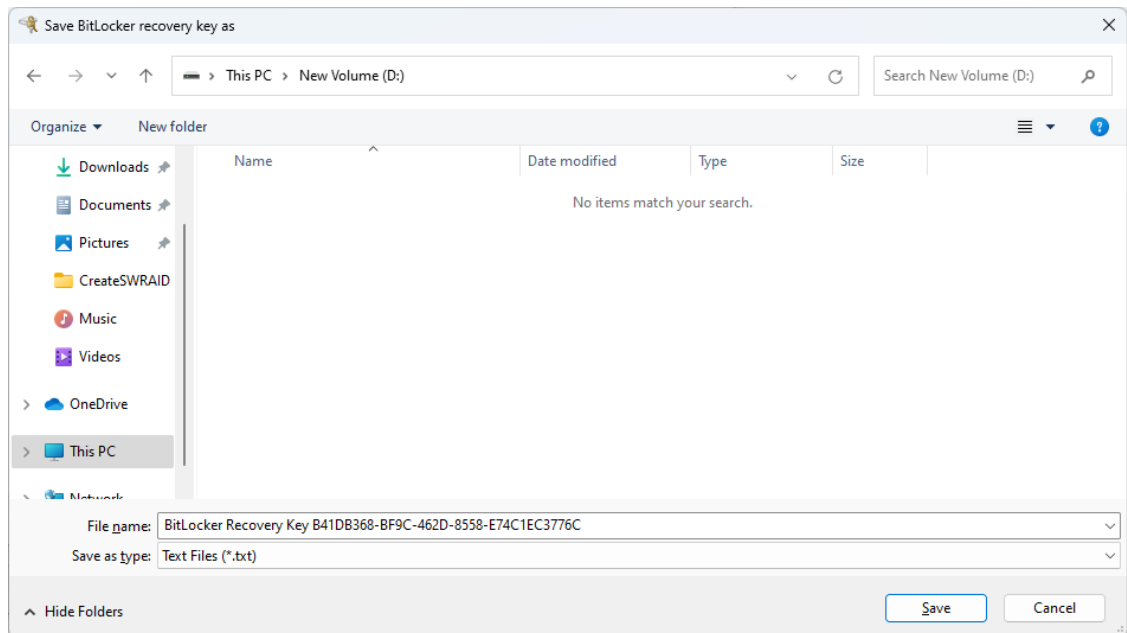 Save BitLocker recovery key as
This PC > New Volume (D:)
Search New Volume (D:)
Organize
New folder
Name
Date modified
Type
Size
No items match your search.
Downloads
Documents
Pictures
CreateSWRAID
Music
Videos
OneDrive
This PC
Network
File name: BitLocker Recovery Key B41DB368-BF9C-462D-8558-E74C1EC3776C
Save as type: Text Files (*.txt)
Hide Folders
Save
Cancel